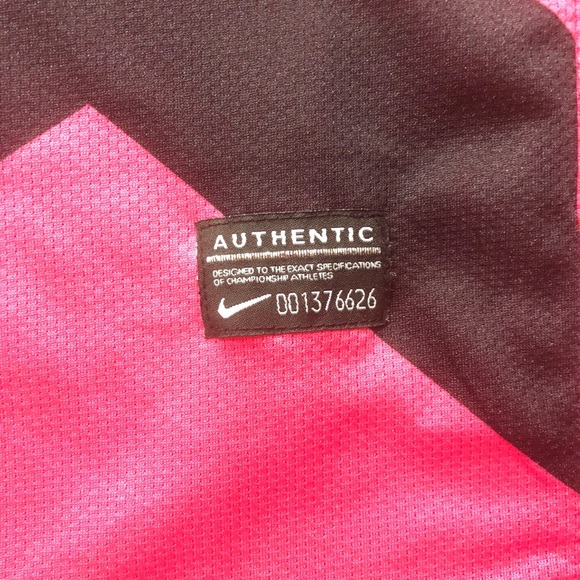 AUTHENTIC
DESIGNED TO THE EXACT SPECIFICATIONS
OF CHAMPIONSHIP ATHLETES
001376626